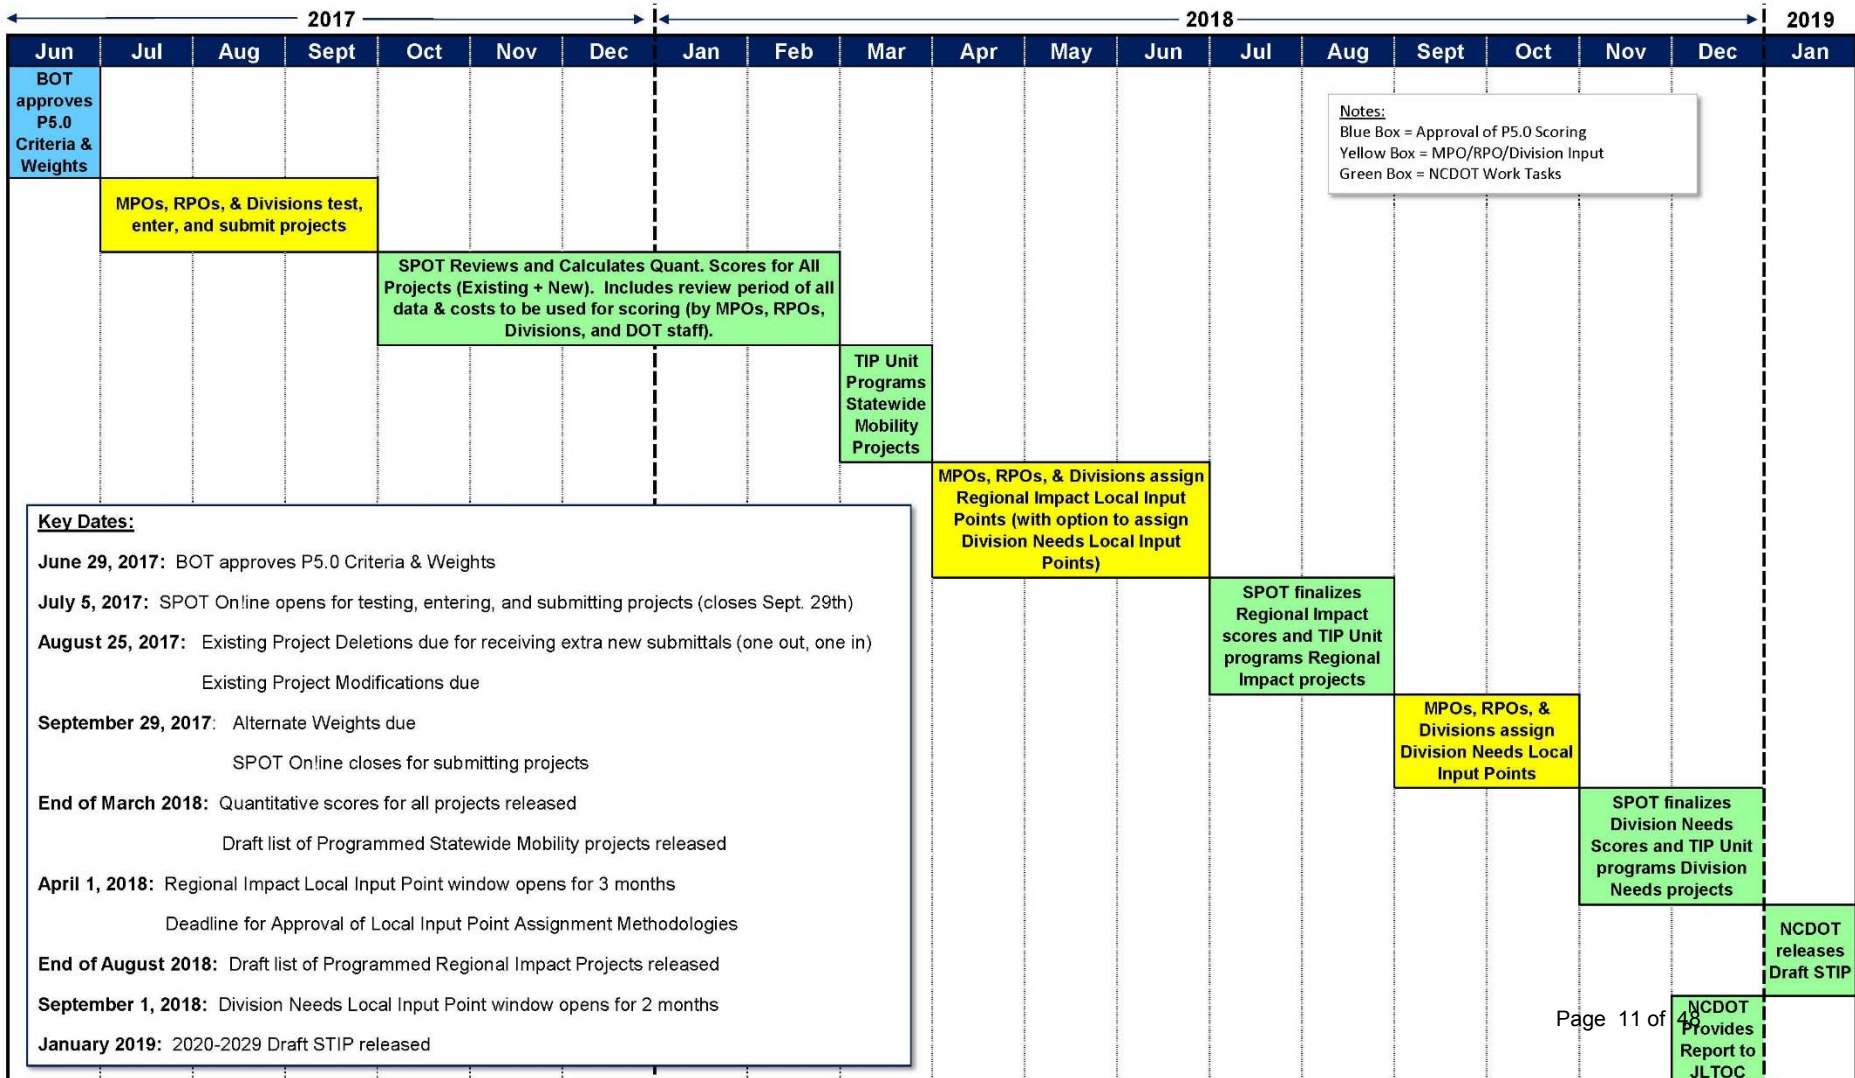 2017
2018
2019
Jun Jul Aug Sept Oct Nov Dec Jan Feb Mar Apr May Jun Jul Aug Sept Oct Nov Dec Jan
BOT
approves
P5.0
Criteria &
Weights
Notes:
Blue Box = Approval of P5.0 Scoring
Yellow Box = MPO/RPO/Division Input
Green Box = NCDOT Work Tasks
MPOs, RPOs, & Divisions test,
enter, and submit projects
SPOT Reviews and Calculates Quant. Scores for All
Projects (Existing + New). Includes review period of all
data & costs to be used for scoring (by MPOs, RPOs,
Divisions, and DOT staff).
TIP Unit
Programs
Statewide
Mobility
Projects
MPOs, RPOs, & Divisions assign
Regional Impact Local Input
Points (with option to assign
Division Needs Local Input
Points)
SPOT finalizes
Regional Impact
scores and TIP Unit
programs Regional
Impact projects
MPOs, RPOs, &
Divisions assign
Division Needs Local
Input Points
SPOT finalizes
Division Needs
Scores and TIP Unit
programs Division
Needs projects
NCDOT
releases
Draft STIP
NCDOT
Provides
Report to
JLTOC
Key Dates:
June 29, 2017: BOT approves P5.0 Criteria & Weights
July 5, 2017: SPOT On!ine opens for testing, entering, and submitting projects (closes Sept. 29th)
August 25, 2017: Existing Project Deletions due for receiving extra new submittals (one out, one in)
Existing Project Modifications due
September 29, 2017: Alternate Weights due
SPOT On!ine closes for submitting projects
End of March 2018: Quantitative scores for all projects released
Draft list of Programmed Statewide Mobility projects released
April 1, 2018: Regional Impact Local Input Point window opens for 3 months
Deadline for Approval of Local Input Point Assignment Methodologies
End of August 2018: Draft list of Programmed Regional Impact Projects released
September 1, 2018: Division Needs Local Input Point window opens for 2 months
January 2019: 2020-2029 Draft STIP released
Page 11 of 48